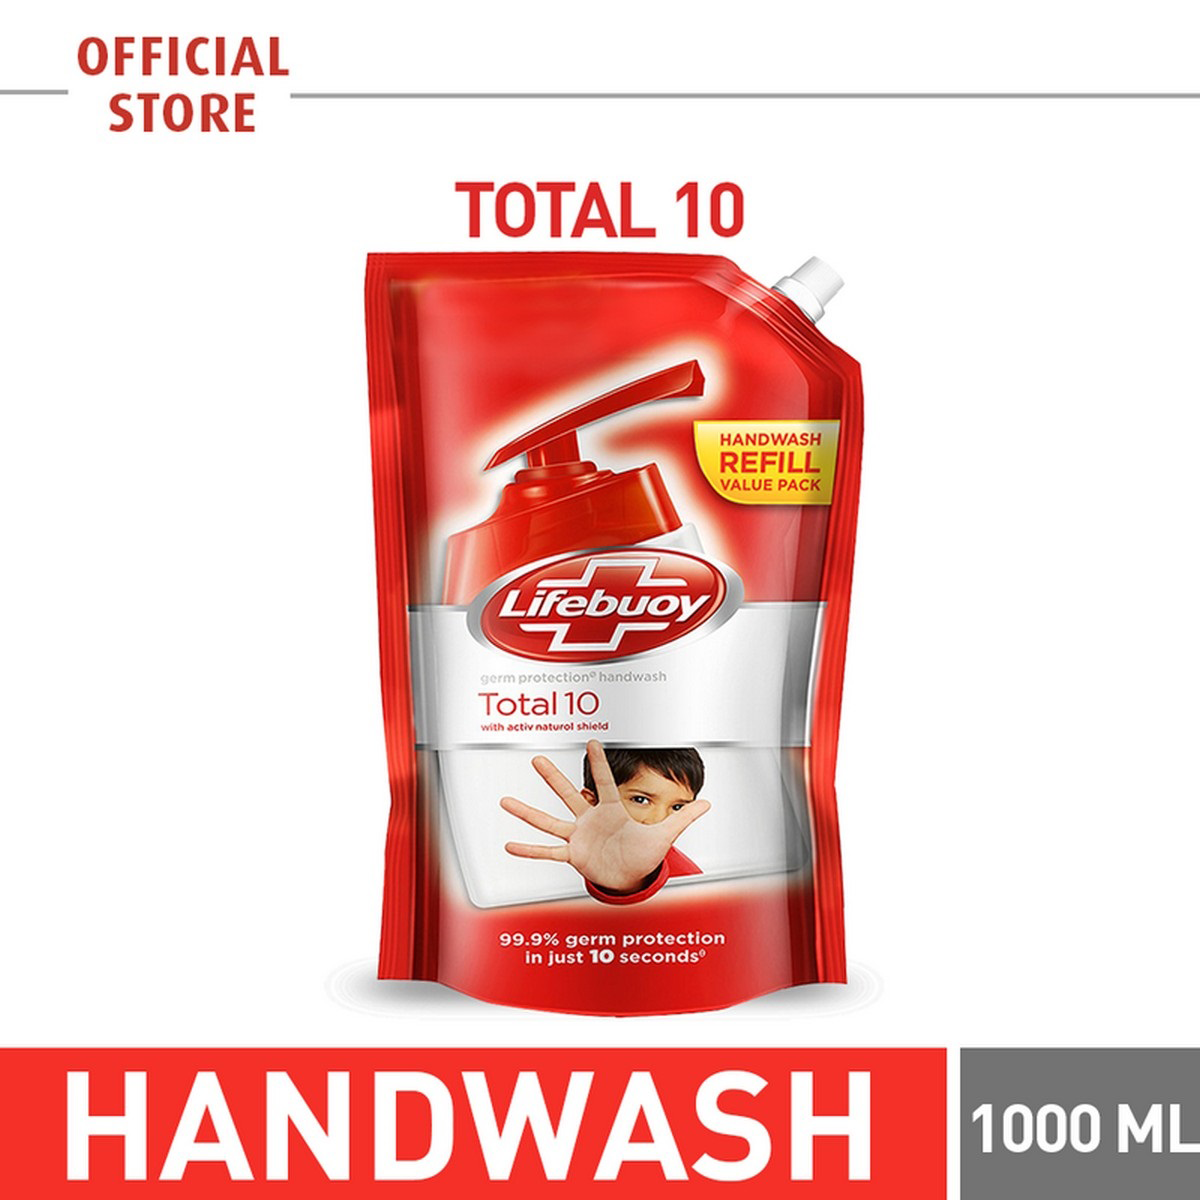 OFFICIAL
STORE
TOTAL 10
HANDWASH
REFILL
VALUE PACK
Lifebuoy
germ protection® handwash
Total 10
with activ naturol shield
99.9% germ protection
in just 10 seconds
HANDWASH
1000 ML